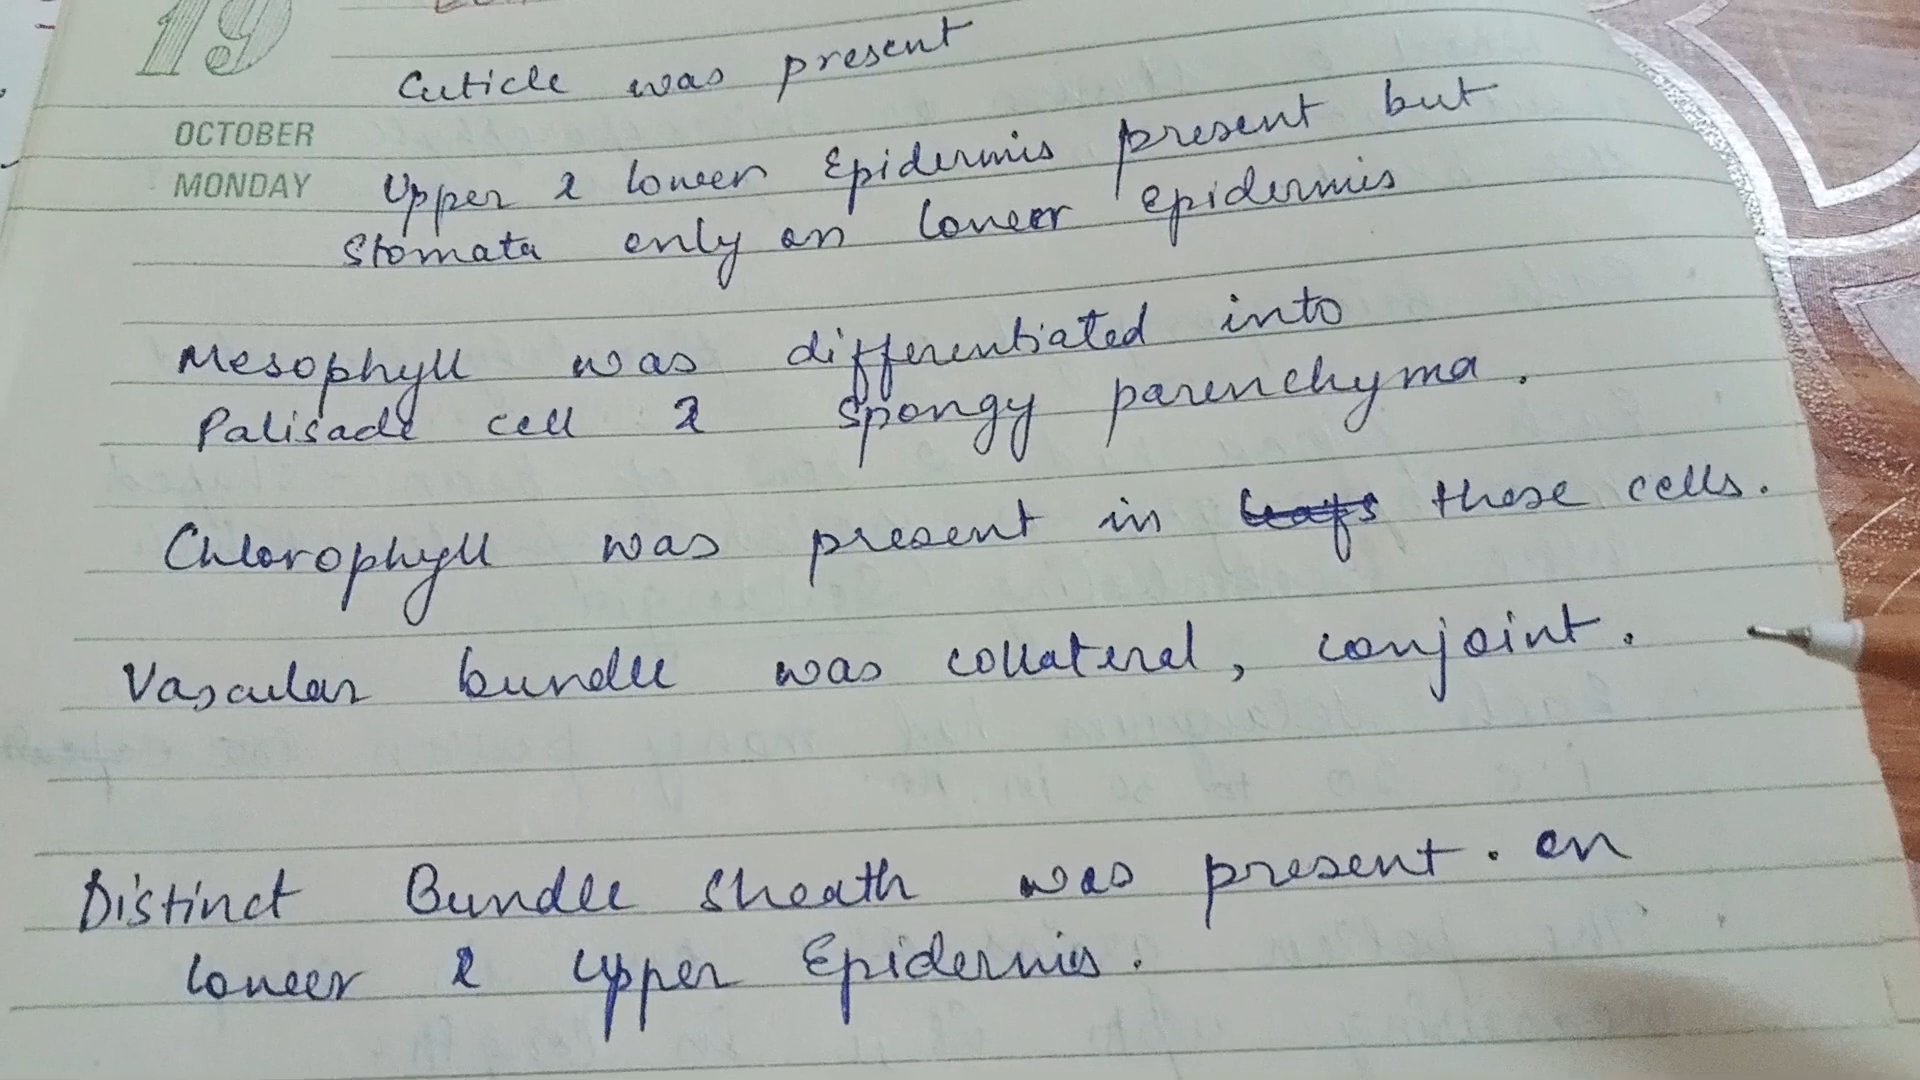 19
Cuticle was present
OCTOBER
MONDAY
Upper & lower Epidermis present but
Stomata only on lower epidermis
Mesophyll was differentiated into
Palisade cell & spongy parenchyma.
Chlorophyll was present in these cells.
Vascular bundle was collateral, conjoint.
Distinct Bundle sheath was present. on
lower & upper Epidermis.